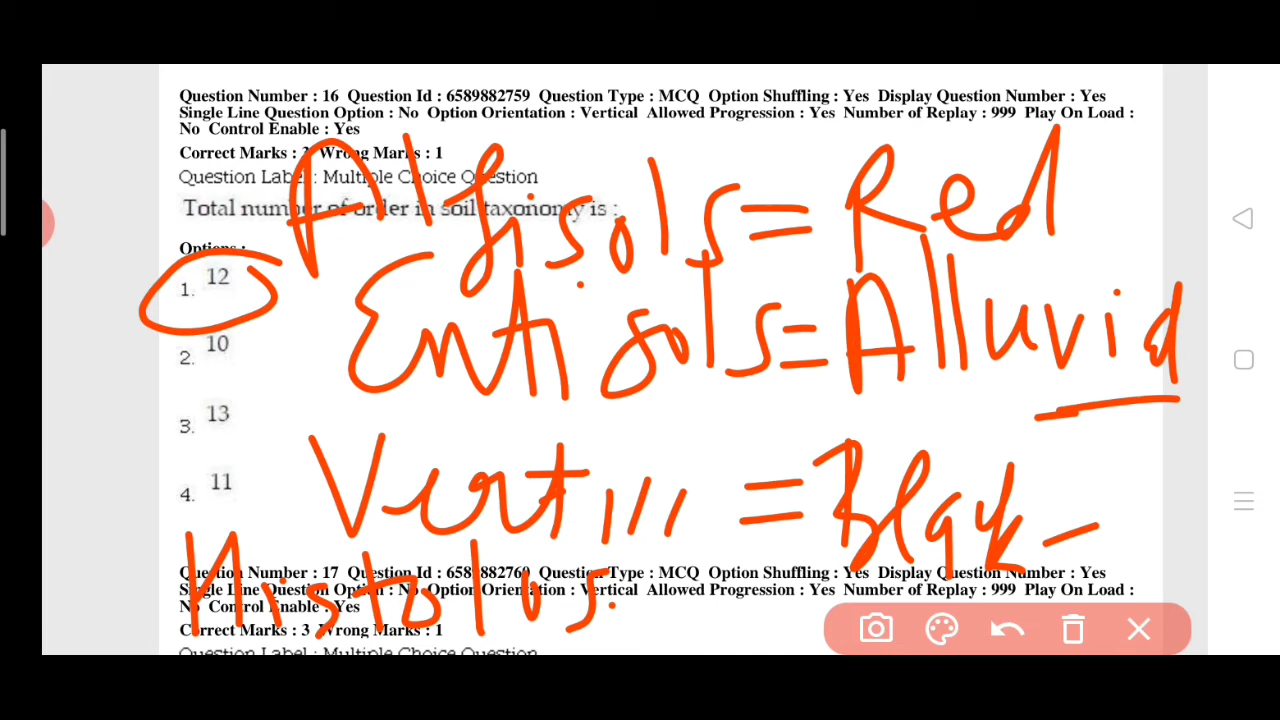 Question Number : 16 Question Id : 6589882759 Question Type : MCQ Option Shuffling : Yes Display Question Number : Yes
Single Line Question Option : No Option Orientation : Vertical Allowed Progression : Yes Number of Replay : 999 Play On Load :
No Control Enable : Yes
Correct Marks : 3 Wrong Marks : 1
Question Label : Multiple Choice Question
Total number of order in soil taxonomy is :
Alfisols = Red
Options :
1. 12
Entisols = Alluvial
2. 10
3. 13
4. 11
Vert = Black
Question Number : 17 Question Id : 6589882760 Question Type : MCQ Option Shuffling : Yes Display Question Number : Yes
Single Line Question Option : No Option Orientation : Vertical Allowed Progression : Yes Number of Replay : 999 Play On Load :
No Control Enable : Yes
Histolos
Correct Marks : 3 Wrong Marks : 1
Question Label : Multiple Choice Question